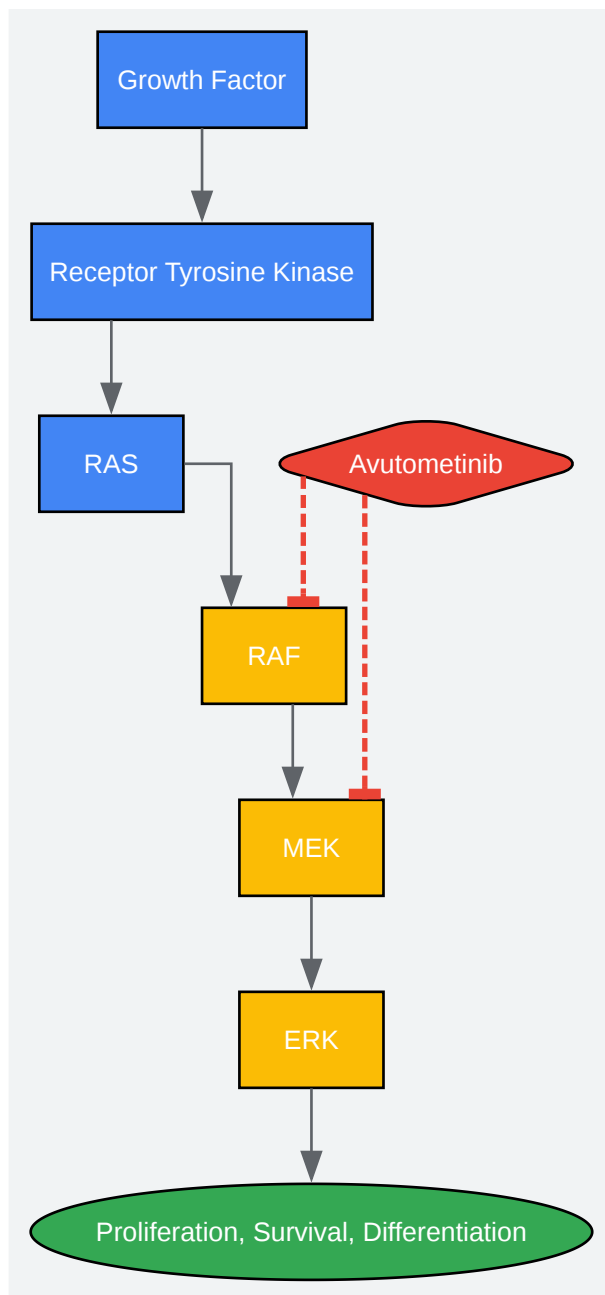 Growth Factor
Receptor Tyrosine Kinase
RAS
Avutometinib
RAF
MEK
ERK
Proliferation, Survival, Differentiation